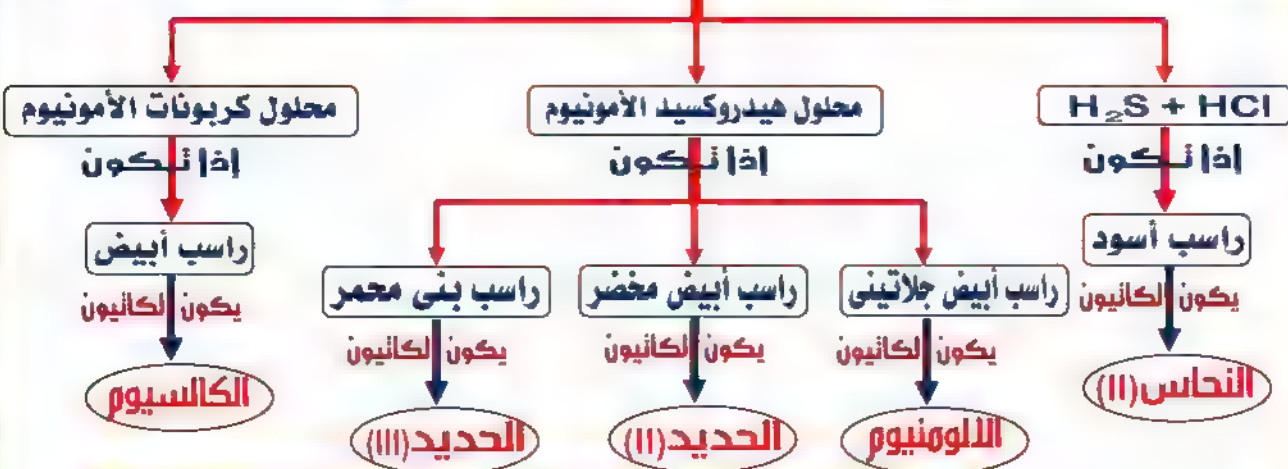 H₂S + HCl
إذا تكون
راسب أسود
يكون الكاتيون
النحاس (II)
محلول هيدروكسيد الأمونيوم
إذا تكون
راسب أبيض جلاتينى
يكون الكاتيون
الالومنيوم
راسب أبيض مخضر
يكون الكاتيون
الحديد (II)
راسب بنى محمر
يكون الكاتيون
الحديد (III)
محلول كربونات الأمونيوم
إذا تكون
راسب أبيض
يكون الكاتيون
الكالسيوم